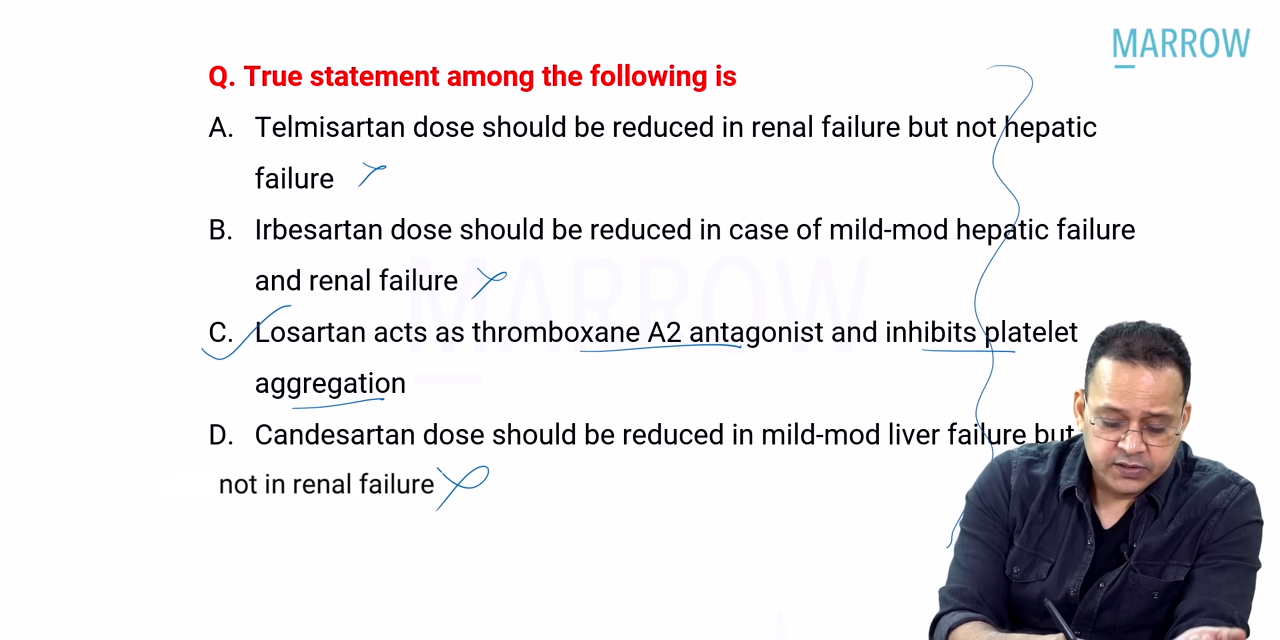 MARROW
Q. True statement among the following is
A. Telmisartan dose should be reduced in renal failure but not hepatic
failure
B. Irbesartan dose should be reduced in case of mild-mod hepatic failure
and renal failure
MARROW
C. Losartan acts as thromboxane A2 antagonist and inhibits platelet
aggregation
D. Candesartan dose should be reduced in mild-mod liver failure but
not in renal failure